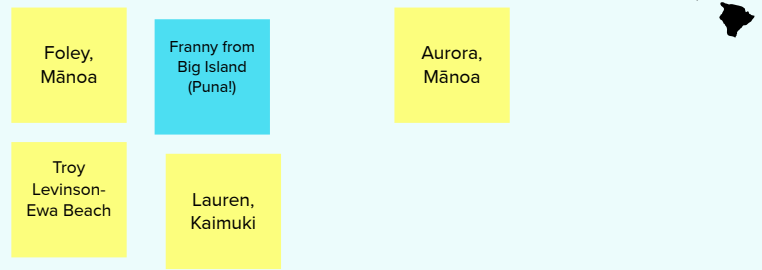 Foley,
Mānoa
Franny from
Big Island
(Puna!)
Aurora,
Mānoa
Troy
Levinson-
Ewa Beach
Lauren,
Kaimuki